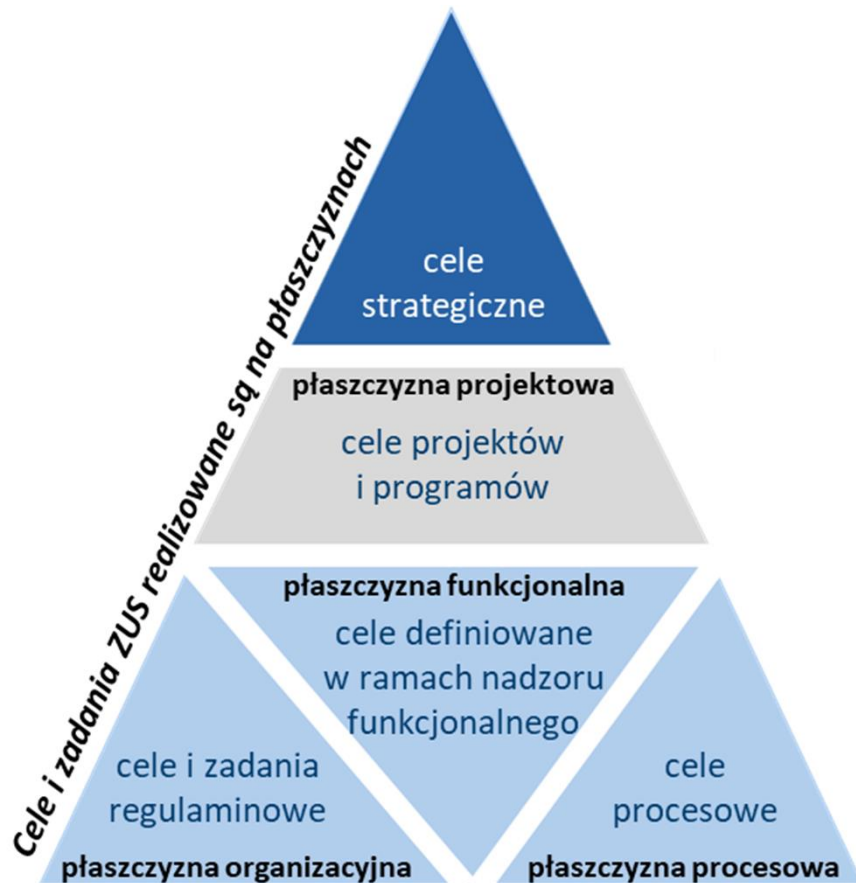 Cele i zadania ZUS realizowane są na płaszczyznach
cele
strategiczne
płaszczyzna projektowa
cele projektów
i programów
płaszczyzna funkcjonalna
cele definiowane
w ramach nadzoru
funkcjonalnego
cele i zadania
regulaminowe
płaszczyzna organizacyjna
cele
procesowe
płaszczyzna procesowa